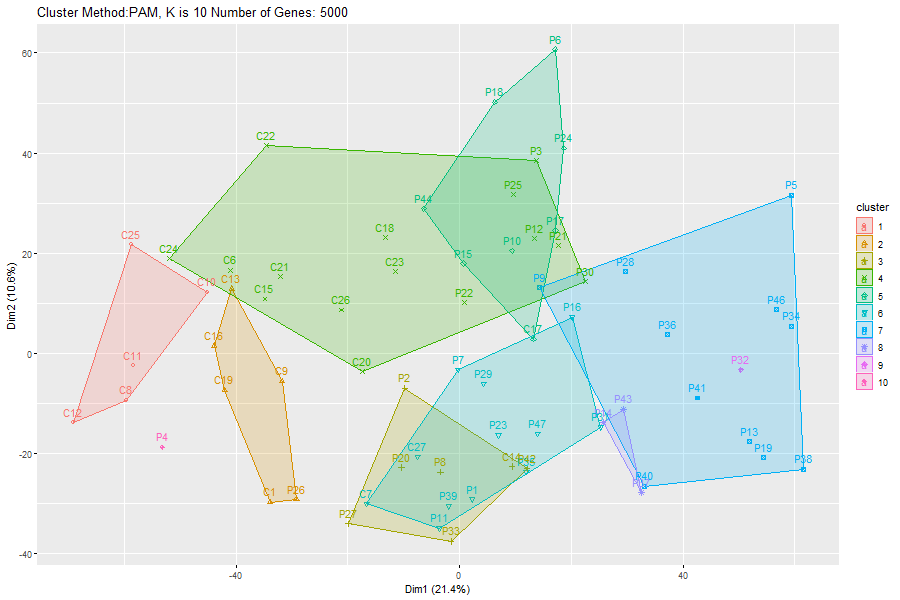 Cluster Method:PAM, K is 10 Number of Genes: 5000
P6
60
P18
C22
P24
P3
40
P25
P5
P44
C18
P12
P17
P21
C25
C24
P10
20
C6
C21
C23
P15
P28
C13
P30
P9
C10
C15
P22
C26
P16
P46
P34
C17
P36
C16
0
C11
C20
P7
P32
C9
P29
C19
P2
C8
P41
C12
P43
P14
P4
P23
P47
P13
-20
C27
P20
P8
C14
P19
P38
C1
P26
C7
P39
P1
P40
P27
P11
P33
-40
-40
0
40
Dim1 (21.4%)
Dim2 (10.6%)
cluster
1
2
3
4
5
6
7
8
9
10